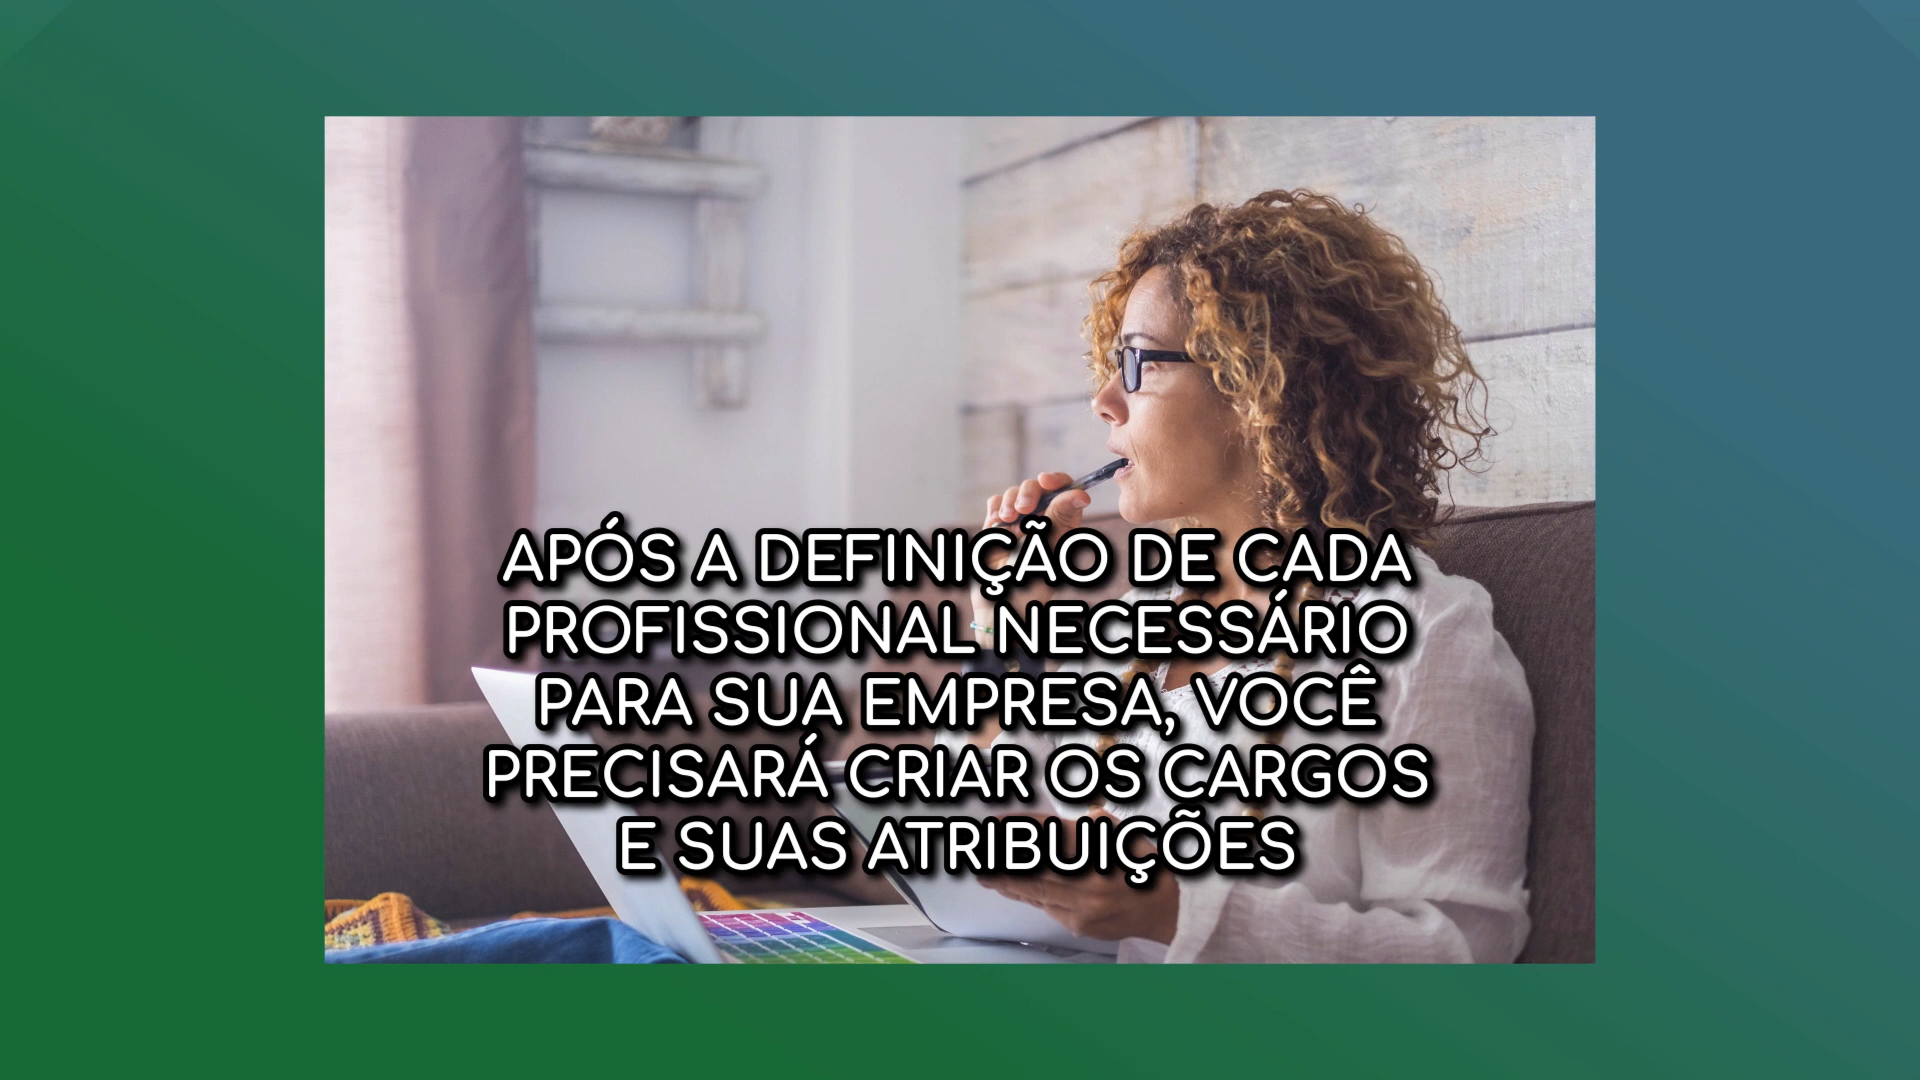 APÓS A DEFINIÇÃO DE CADA
PROFISSIONAL NECESSÁRIO
PARA SUA EMPRESA, VOCÊ
PRECISARÁ CRIAR OS CARGOS
E SUAS ATRIBUIÇÕES